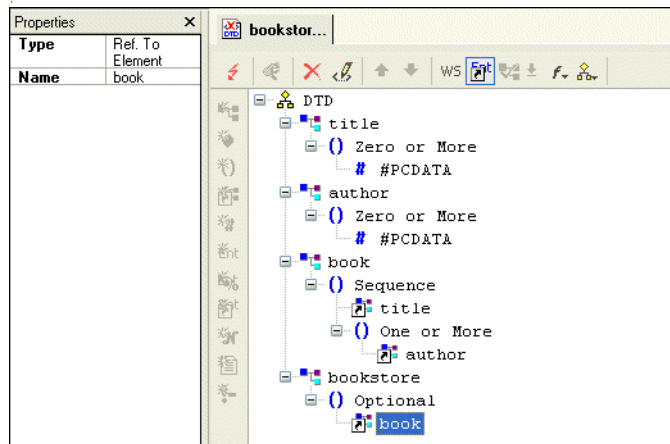 Properties
Type Ref. To Element
Name book
bookstor...
WS Ent
DTD
title
() Zero or More
# #PCDATA
author
() Zero or More
# #PCDATA
book
() Sequence
title
() One or More
author
bookstore
() Optional
book